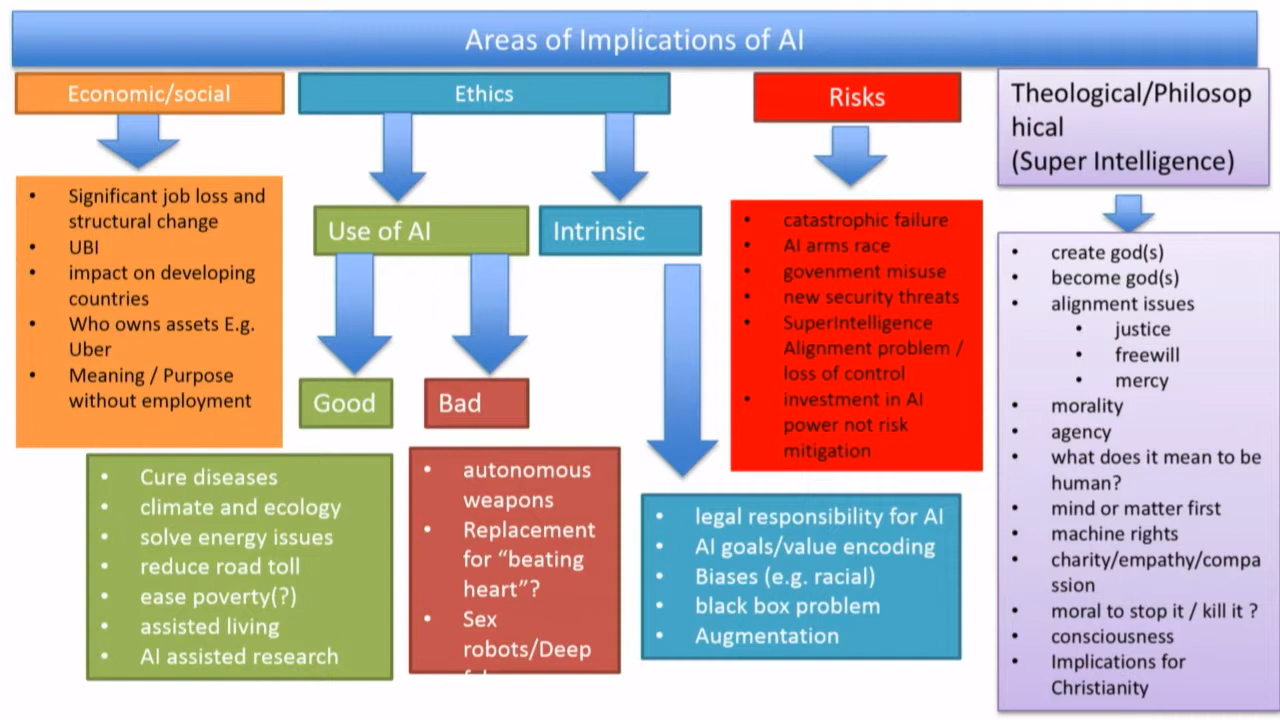 Areas of Implications of AI
Economic/social
• Significant job loss and
structural change
• UBI
• impact on developing
countries
• Who owns assets E.g.
Uber
• Meaning / Purpose
without employment
Ethics
Use of AI
Good
• Cure diseases
• climate and ecology
• solve energy issues
• reduce road toll
• ease poverty(?)
• assisted living
• AI assisted research
Bad
• autonomous
weapons
• Replacement
for “beating
heart”?
• Sex
robots/Deep
Intrinsic
• legal responsibility for AI
• AI goals/value encoding
• Biases (e.g. racial)
• black box problem
• Augmentation
Risks
• catastrophic failure
• AI arms race
• govenment misuse
• new security threats
• SuperIntelligence
Alignment problem /
loss of control
• investment in AI
power not risk
mitigation
Theological/Philosop
hical
(Super Intelligence)
• create god(s)
• become god(s)
• alignment issues
• justice
• freewill
• mercy
• morality
• agency
• what does it mean to be
human?
• mind or matter first
• machine rights
• charity/empathy/compa
ssion
• moral to stop it / kill it ?
• consciousness
• Implications for
Christianity